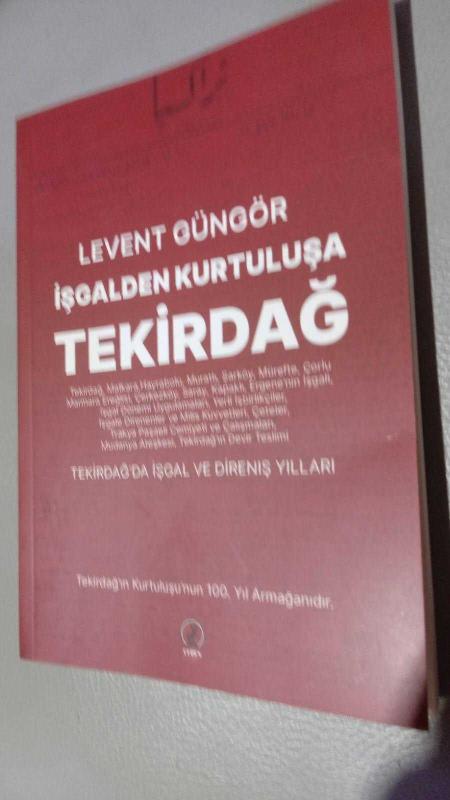 LEVENT GÜNGÖR
İŞGALDEN KURTULUŞA
TEKİRDAĞ
Tekirdağ, Malkara, Hayrabolu, Muratlı, Şarköy, Mürefte, Çorlu
Marmara Ereğlisi, Çerkezköy, Saray, Kapaklı, Ergene'nin İşgali,
İşgal Dönemi Uygulamaları, Yerli İşbirlikçiler,
İşgale Direnenler ve Milis Kuvvetleri, Çeteler,
Trakya Paşaeli Cemiyeti ve Çalışmaları,
Mudanya Ateşkesi, Tekirdağ'ın Devir Teslimi
TEKİRDAĞ'DA İŞGAL VE DİRENİŞ YILLARI
Tekirdağ'ın Kurtuluşu'nun 100. Yıl Armağanıdır.